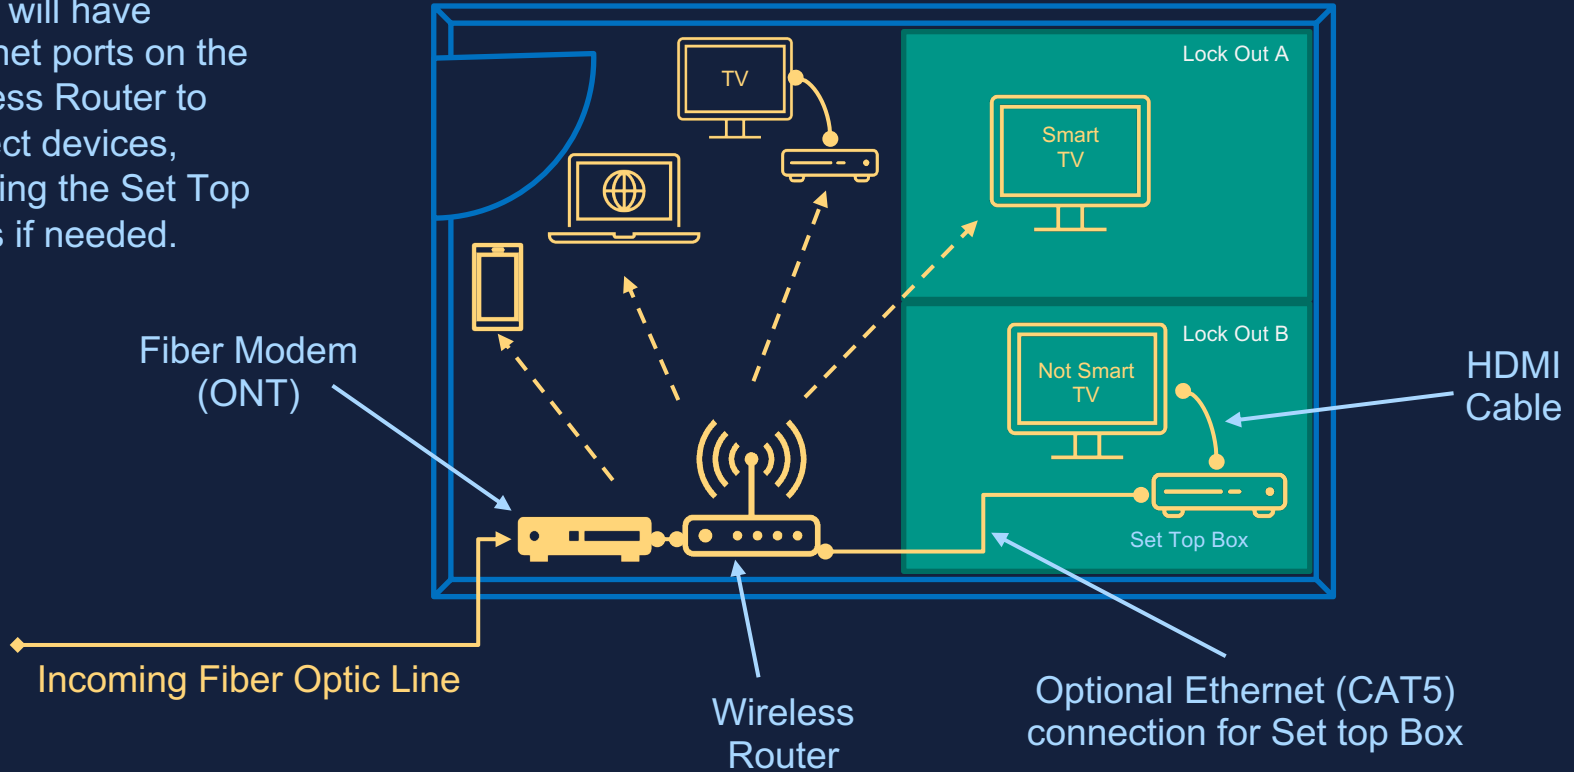 will have
net ports on the
ess Router to
ect devices,
ing the Set Top
s if needed.
TV
Lock Out A
Smart
TV
Lock Out B
Not Smart
TV
Set Top Box
Fiber Modem
(ONT)
HDMI
Cable
Incoming Fiber Optic Line
Wireless
Router
Optional Ethernet (CAT5)
connection for Set top Box